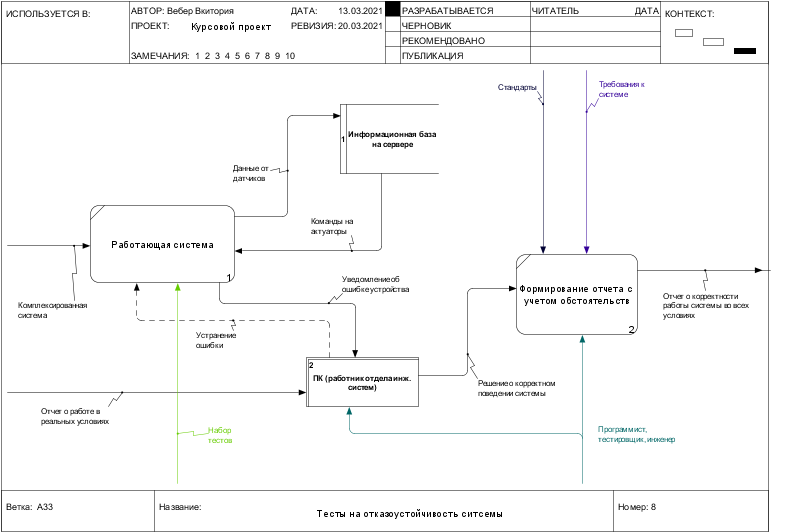 ИСПОЛЬЗУЕТСЯ В:
АВТОР: Вебер Вкитория
ДАТА: 13.03.2021
РАЗРАБАТЫВАЕТСЯ
ЧИТАТЕЛЬ
ДАТА
КОНТЕКСТ:
ПРОЕКТ: Курсовой проект
РЕВИЗИЯ: 20.03.2021
ЧЕРНОВИК
РЕКОМЕНДОВАНО
ЗАМЕЧАНИЯ: 1 2 3 4 5 6 7 8 9 10
ПУБЛИКАЦИЯ
Стандарты
Требования к
системе
1
Информационная база
на сервере
Данные от
датчиков
Команды на
актуаторы
Работающая система
1
Комплексированная
система
Уведомление об
ошибке устройства
Формирование отчета с
учетом обстоятельств
2
Отчет о корректности
работы системы во всех
условиях
Устранение
ошибки
2
ПК (работник отдела инж.
систем)
Решение о корректном
поведении системы
Отчет о работе в
реальных условиях
Набор
тестов
Программист,
тестировщик, инженер
Ветка: A33
Название:
Тесты на отказоустойчивость ситсемы
Номер: 8